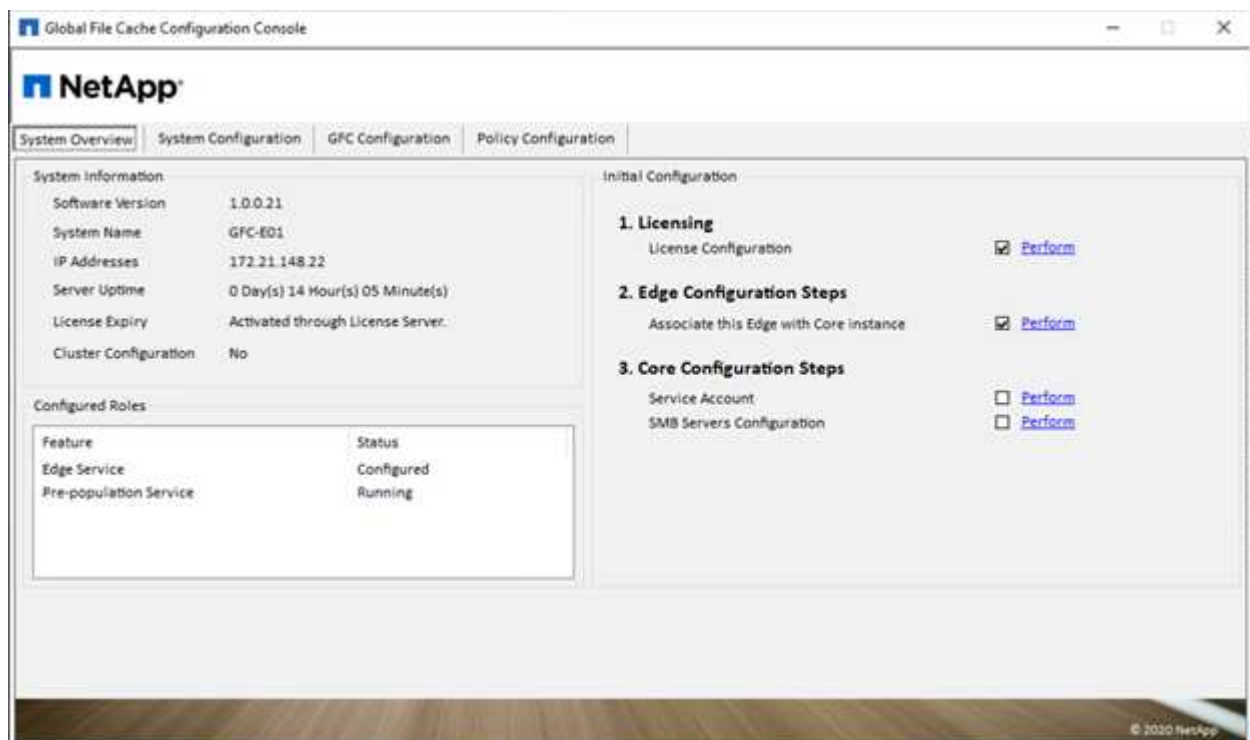 Global File Cache Configuration Console
NetApp
System Overview System Configuration GFC Configuration Policy Configuration
System Information
Software Version 1.0.0.21
System Name GFC-E01
IP Addresses 172.21.148.22
Server Uptime 0 Day(s) 14 Hour(s) 05 Minute(s)
License Expiry Activated through License Server.
Cluster Configuration No
Configured Roles
Feature Status
Edge Service Configured
Pre-population Service Running
Initial Configuration
1. Licensing
License Configuration Perform
2. Edge Configuration Steps
Associate this Edge with Core instance Perform
3. Core Configuration Steps
Service Account Perform
SMB Servers Configuration Perform
© 2020 NetApp